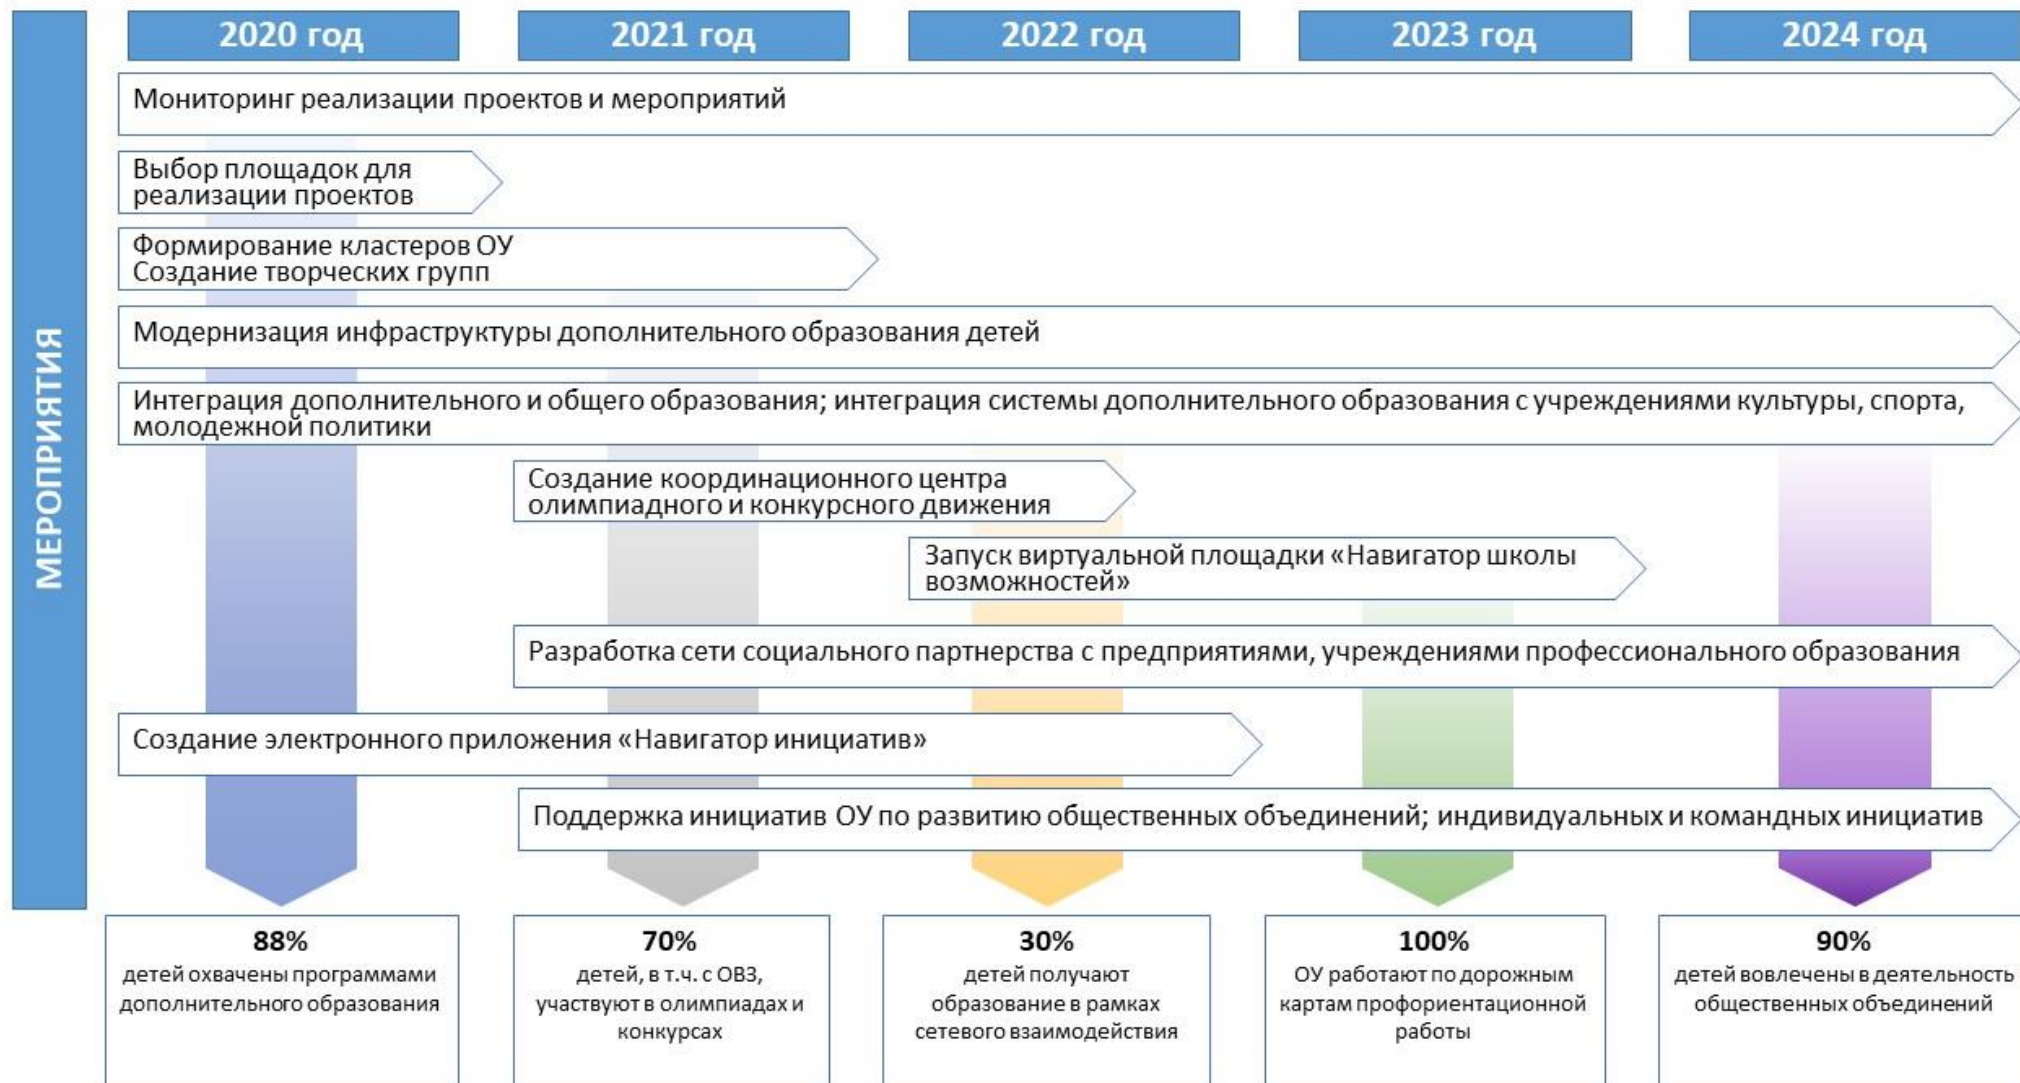 2020 год
2021 год
2022 год
2023 год
2024 год
МЕРОПРИЯТИЯ
Мониторинг реализации проектов и мероприятий
Выбор площадок для
реализации проектов
Формирование кластеров ОУ
Создание творческих групп
Модернизация инфраструктуры дополнительного образования детей
Интеграция дополнительного и общего образования; интеграция системы дополнительного образования с учреждениями культуры, спорта,
молодежной политики
Создание координационного центра
олимпиадного и конкурсного движения
Запуск виртуальной площадки «Навигатор школы
возможностей»
Разработка сети социального партнерства с предприятиями, учреждениями профессионального образования
Создание электронного приложения «Навигатор инициатив»
Поддержка инициатив ОУ по развитию общественных объединений; индивидуальных и командных инициатив
88%
детей охвачены программами
дополнительного образования
70%
детей, в т.ч. с ОВЗ,
участвуют в олимпиадах и
конкурсах
30%
детей получают
образование в рамках
сетевого взаимодействия
100%
ОУ работают по дорожным
картам профориентационной
работы
90%
детей вовлечены в деятельность
общественных объединений